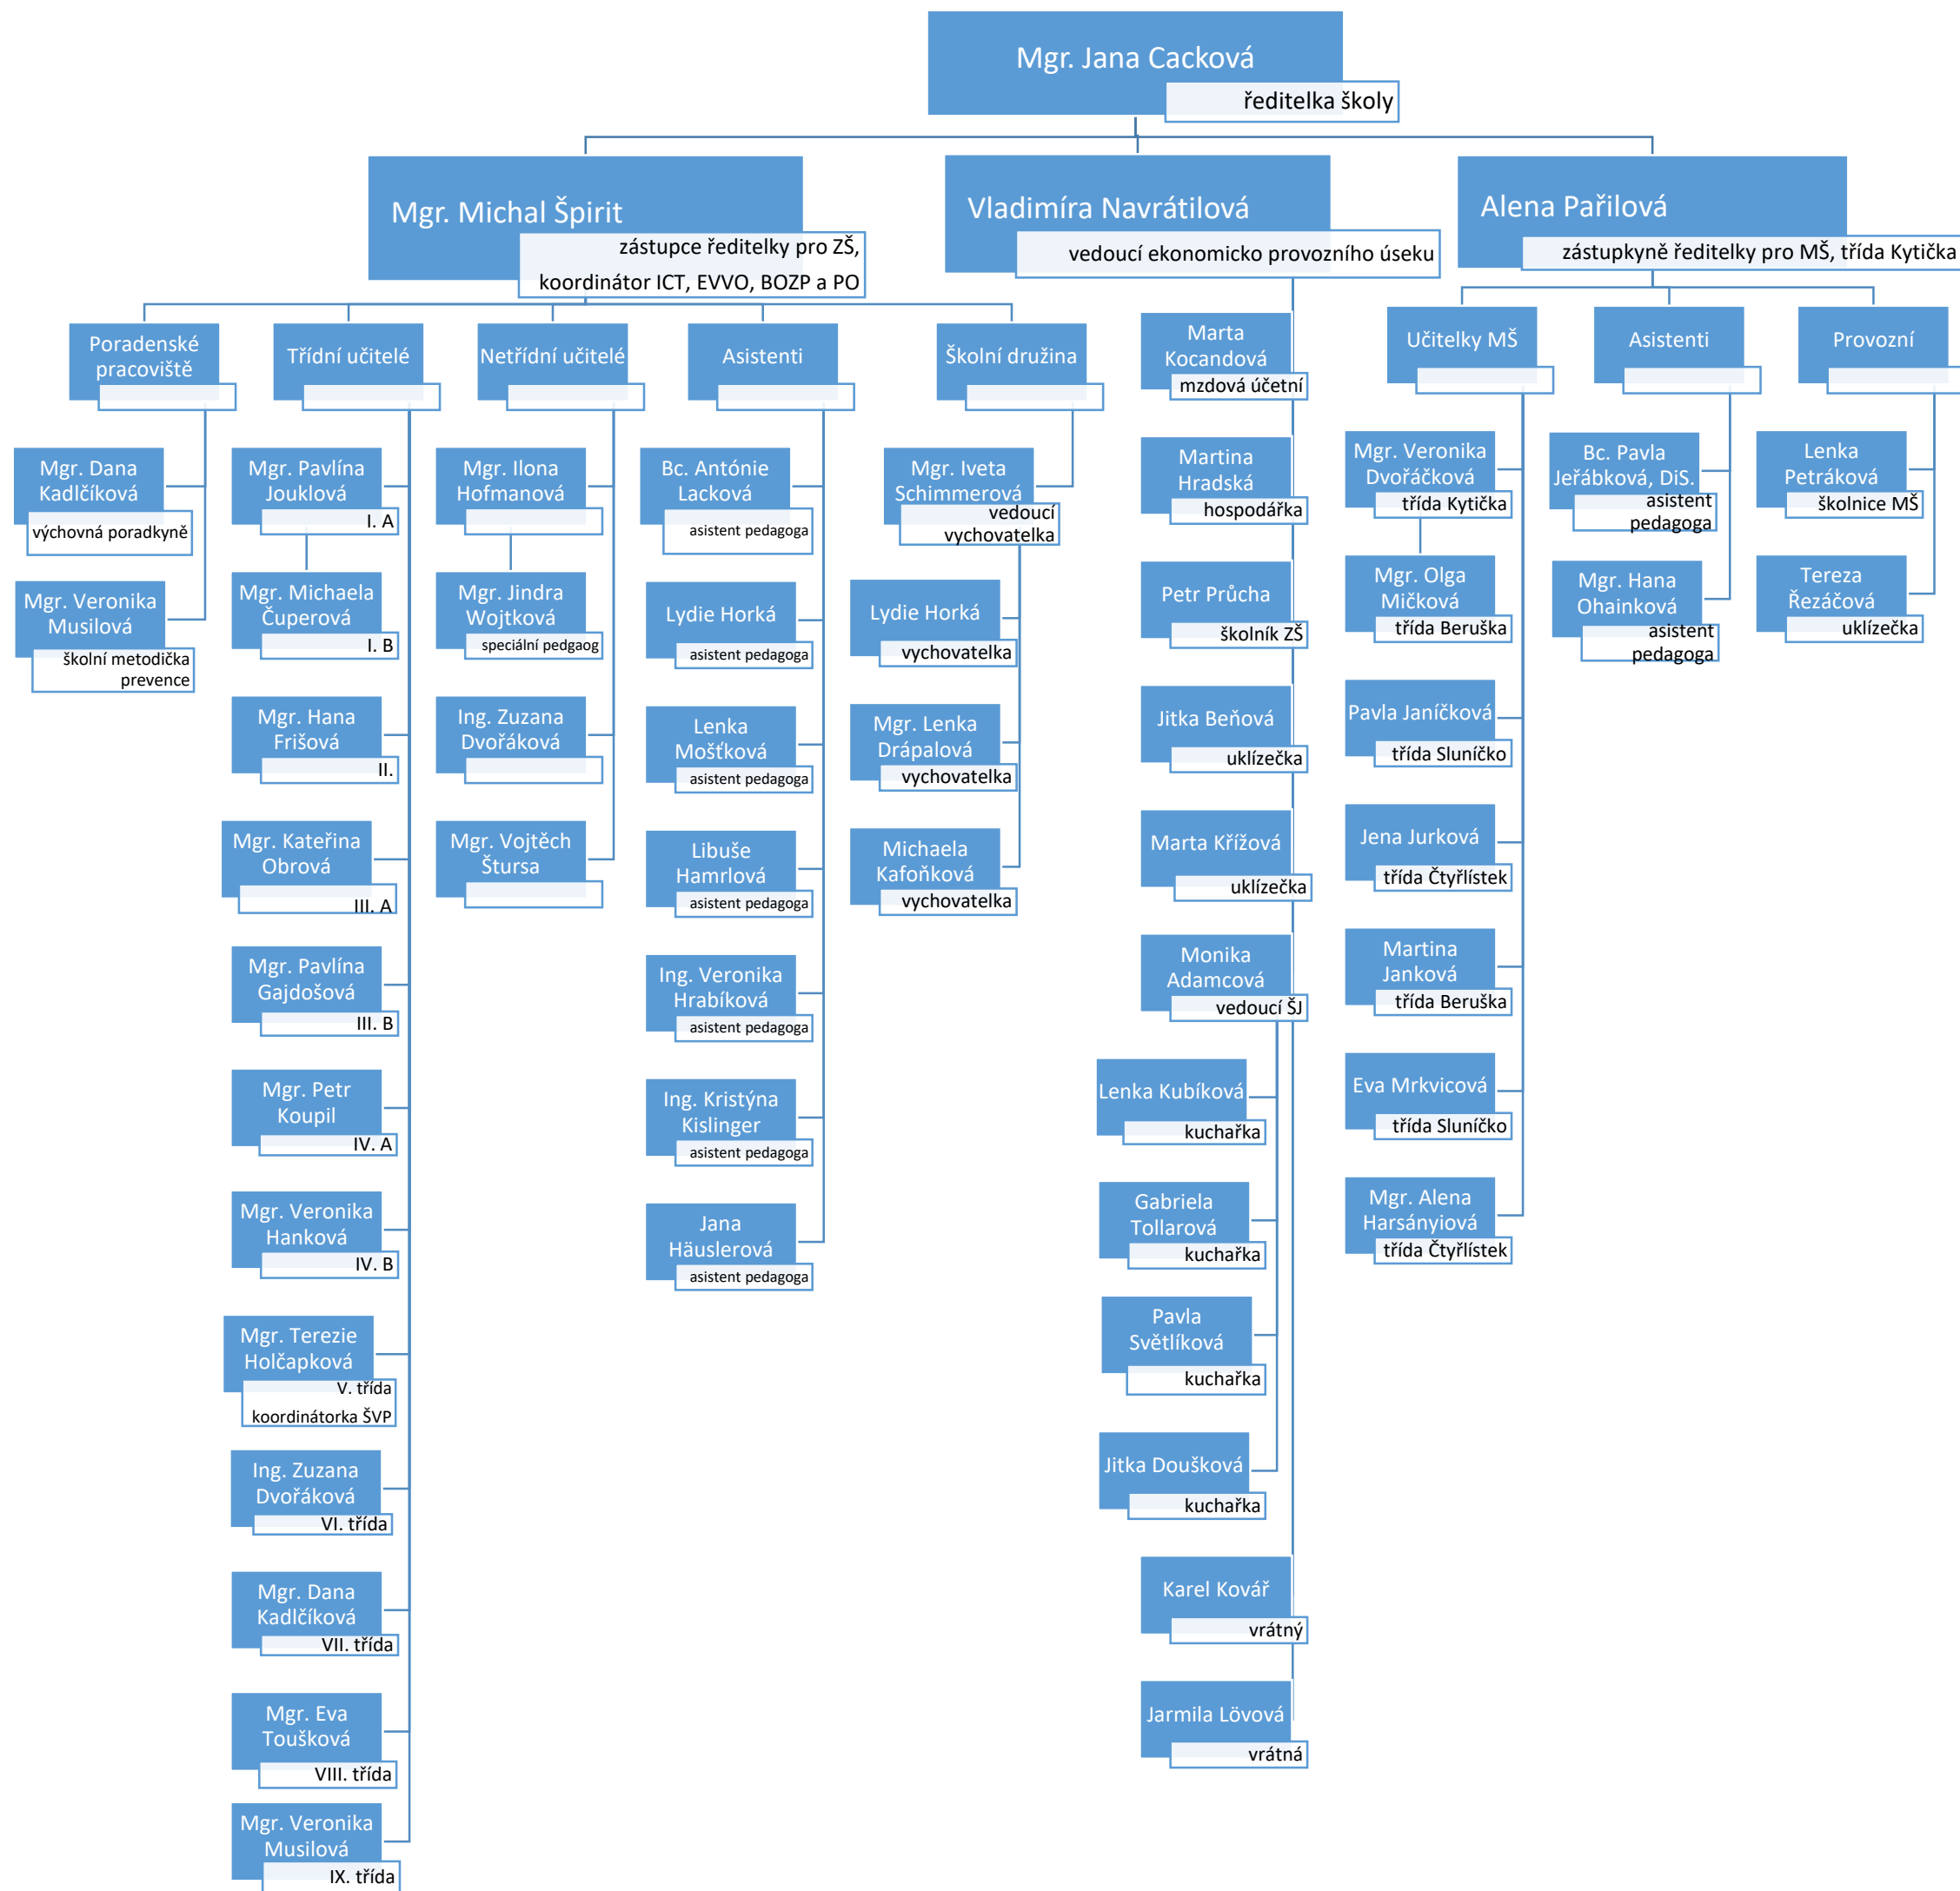 Mgr. Jana Cacková
ředitelka školy
Mgr. Michal Špirit
zástupce ředitelky pro ZŠ,
koordinátor ICT, EVVO, BOZP a PO
Vladimíra Navrátilová
vedoucí ekonomicko provozního úseku
Alena Pařilová
zástupkyně ředitelky pro MŠ, třída Kytička
Poradenské
pracoviště
Mgr. Dana
Kadlčíková
výchovná poradkyně
Mgr. Veronika
Musilová
školní metodička
prevence
Třídní učitelé
Mgr. Pavlína
Jouklová
I. A
Mgr. Michaela
Čuperová
I. B
Mgr. Hana
Frišová
II.
Mgr. Kateřina
Obrová
III. A
Mgr. Pavlína
Gajdošová
III. B
Mgr. Petr
Koupil
IV. A
Mgr. Veronika
Hanková
IV. B
Mgr. Terezie
Holčapková
V. třída
koordinátorka ŠVP
Ing. Zuzana
Dvořáková
VI. třída
Mgr. Dana
Kadlčíková
VII. třída
Mgr. Eva
Toušková
VIII. třída
Mgr. Veronika
Musilová
IX. třída
Netřídní učitelé
Mgr. Ilona
Hofmanová
Mgr. Jindra
Wojtková
speciální pedgaog
Ing. Zuzana
Dvořáková
Mgr. Vojtěch
Štursa
Asistenti
Bc. Antónie
Lacková
asistent pedagoga
Lydie Horká
asistent pedagoga
Lenka
Mošťková
asistent pedagoga
Libuše
Hamrlová
asistent pedagoga
Ing. Veronika
Hrabíková
asistent pedagoga
Ing. Kristýna
Kislinger
asistent pedagoga
Jana
Häuslerová
asistent pedagoga
Školní družina
Mgr. Iveta
Schimmerová
vedoucí
vychovatelka
Lydie Horká
vychovatelka
Mgr. Lenka
Drápalová
vychovatelka
Michaela
Kafoňková
vychovatelka
Marta
Kocandová
mzdová účetní
Martina
Hradská
hospodářka
Petr Průcha
školník ZŠ
Jitka Beňová
uklízečka
Marta Křížová
uklízečka
Monika
Adamcová
vedoucí ŠJ
Lenka Kubíková
kuchařka
Gabriela
Tollarová
kuchařka
Pavla
Světlíková
kuchařka
Jitka Doušková
kuchařka
Karel Kovář
vrátný
Jarmila Lövová
vrátná
Učitelky MŠ
Mgr. Veronika
Dvořáčková
třída Kytička
Mgr. Olga
Mičková
třída Beruška
Pavla Janíčková
třída Sluníčko
Jena Jurková
třída Čtyřlístek
Martina
Janková
třída Beruška
Eva Mrkvicová
třída Sluníčko
Mgr. Alena
Harsányiová
třída Čtyřlístek
Asistenti
Bc. Pavla
Jeřábková, DiS.
asistent
pedagoga
Mgr. Hana
Ohainková
asistent
pedagoga
Provozní
Lenka
Petráková
školnice MŠ
Tereza
Řezáčová
uklízečka